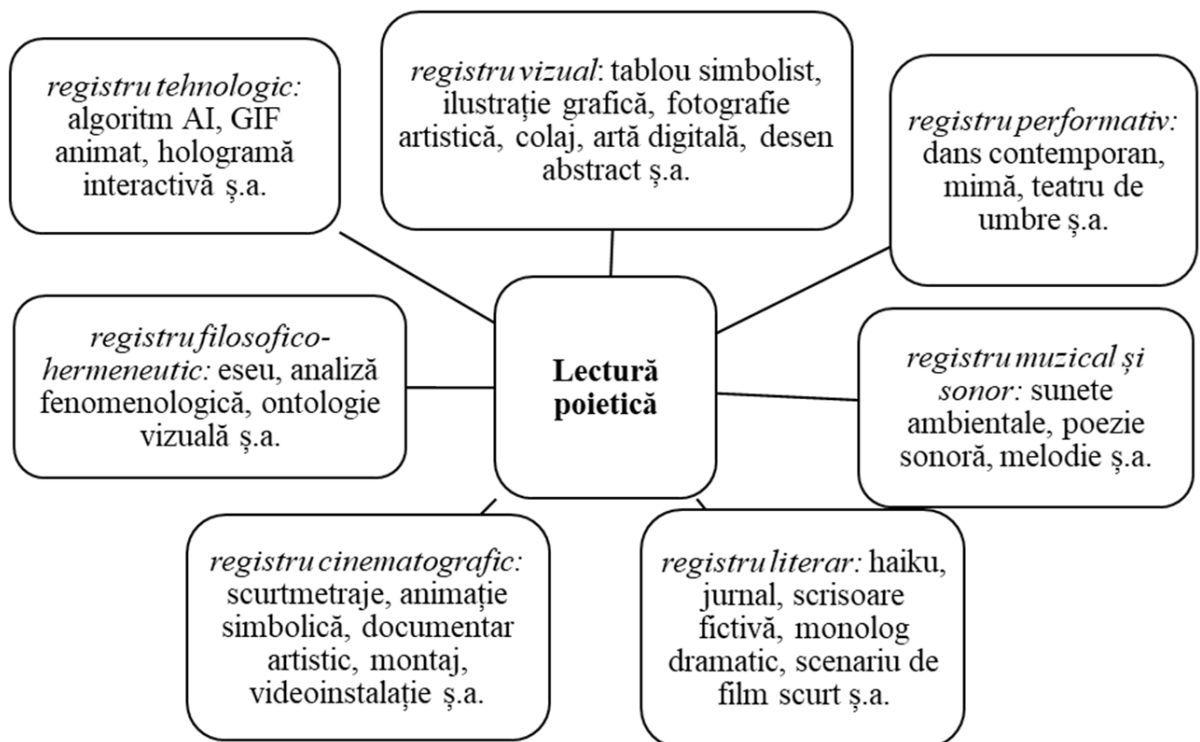 registru tehnologic:
algoritm AI, GIF
animat, hologramă
interactivă ș.a.
registru vizual: tablou simbolist,
ilustrație grafică, fotografie
artistică, colaj, artă digitală, desen
abstract ș.a.
registru performativ:
dans contemporan,
mimă, teatru de
umbre ș.a.
registru filosofico-
hermeneutic: eseu, analiză
fenomenologică, ontologie
vizuală ș.a.
Lectură
poietică
registru muzical și
sonor: sunete
ambientale, poezie
sonoră, melodie ș.a.
registru cinematografic:
scurtmetraje, animație
simbolică, documentar
artistic, montaj,
videoinstalație ș.a.
registru literar: haiku,
jurnal, scrisoare
fictivă, monolog
dramatic, scenariu de
film scurt ș.a.